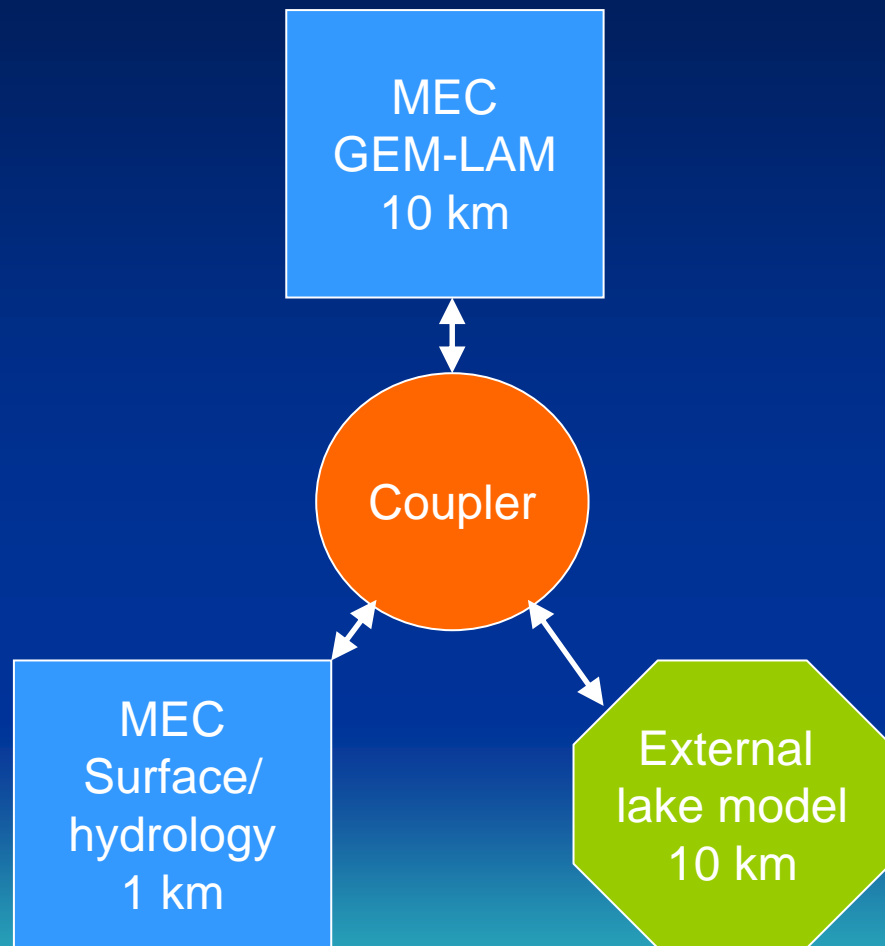 MEC
GEM-LAM
10 km
Coupler
MEC
Surface/
hydrology
1 km
External
lake model
10 km